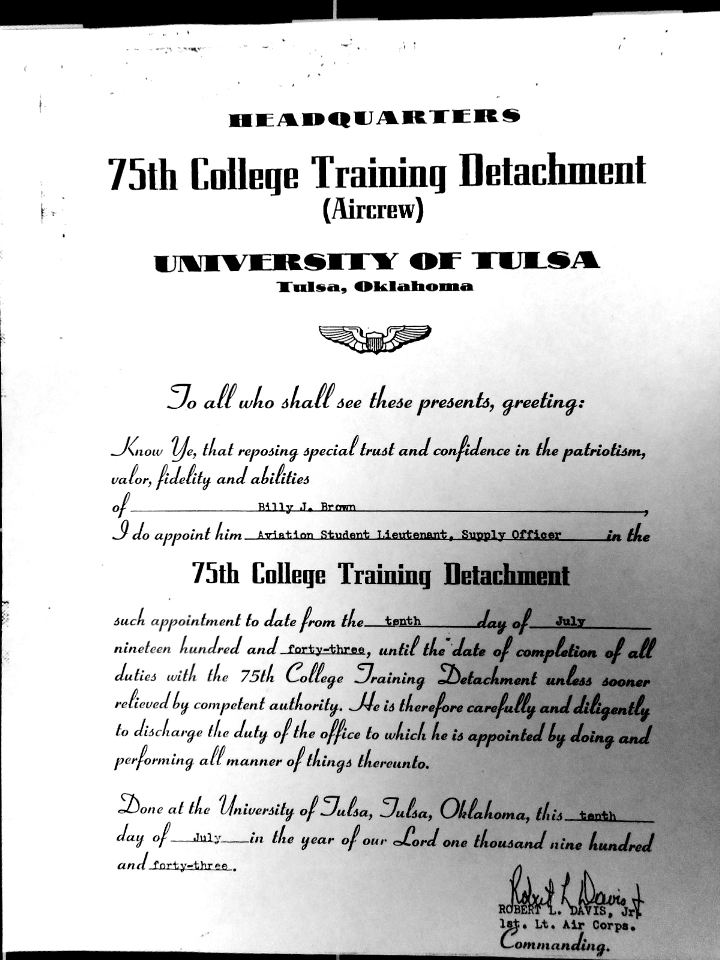 HEADQUARTERS
75th College Training Detachment
(Aircrew)
UNIVERSITY OF TULSA
Tulsa, Oklahoma
To all who shall see these presents, greeting:
Know Ye, that reposing special trust and confidence in the patriotism,
valor, fidelity and abilities
of Billy J. Brown,
I do appoint him Aviation Student Lieutenant, Supply Officer in the
75th College Training Detachment
such appointment to date from the tenth day of July
nineteen hundred and forty-three, until the date of completion of all
duties with the 75th College Training Detachment unless sooner
relieved by competent authority. He is therefore carefully and diligently
to discharge the duty of the office to which he is appointed by doing and
performing all manner of things thereunto.
Done at the University of Tulsa, Tulsa, Oklahoma, this tenth
day of July in the year of our Lord one thousand nine hundred
and forty-three.
Robert L Davis Jr
ROBERT L. DAVIS, Jr.
1st. Lt. Air Corps.
Commanding.